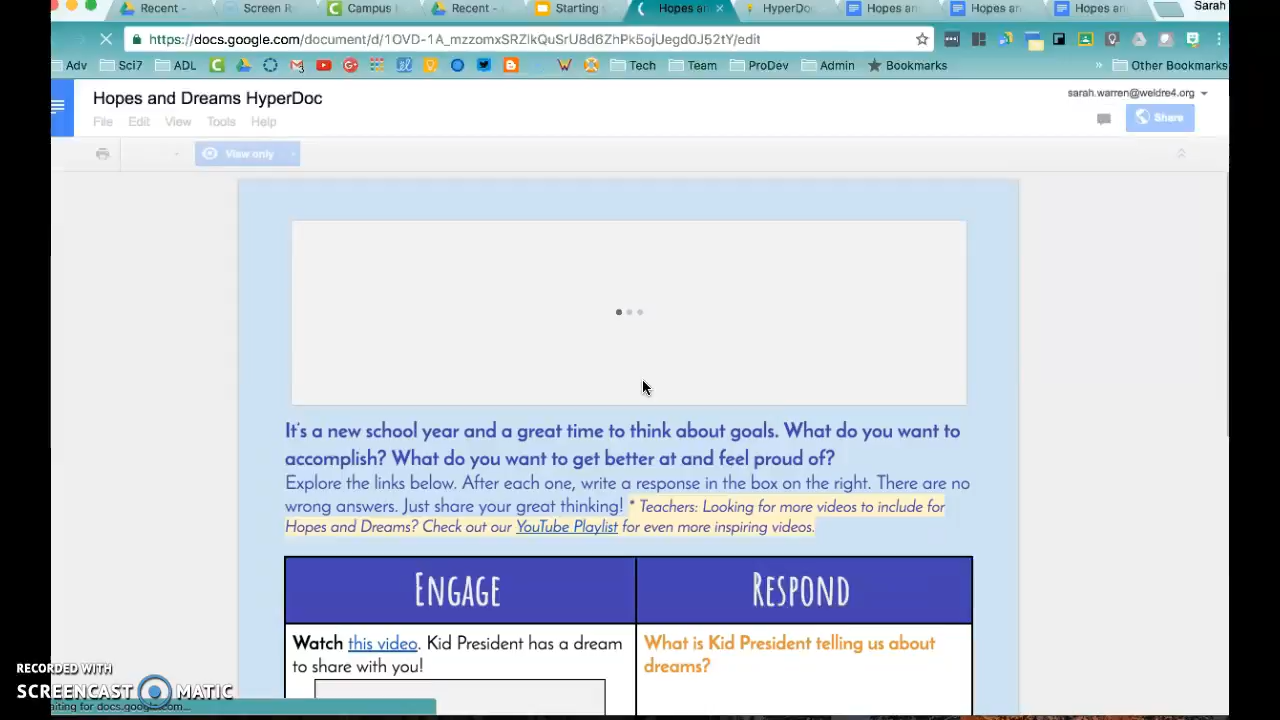 Recent - Screen R Campus Recent - Starting Hopes an HyperDo Hopes an Hopes an Hopes an Sarah
https://docs.google.com/document/d/1OVD-1A_mzzomxSRZlkQuSrU8d6ZhPk5ojUegd0J52tY/edit
Adv Sci7 ADL Tech Team ProDev Admin Bookmarks » Other Bookmarks
Hopes and Dreams HyperDoc
sarah.warren@weldre4.org
File Edit View Tools Help
Share
View only
It's a new school year and a great time to think about goals. What do you want to
accomplish? What do you want to get better at and feel proud of?
Explore the links below. After each one, write a response in the box on the right. There are no
wrong answers. Just share your great thinking! * Teachers: Looking for more videos to include for
Hopes and Dreams? Check out our YouTube Playlist for even more inspiring videos.
ENGAGE RESPOND
Watch this video. Kid President has a dream
to share with you!
What is Kid President telling us about
dreams?
RECORDED WITH
SCREENCAST MATIC
iting for docs.google.com...